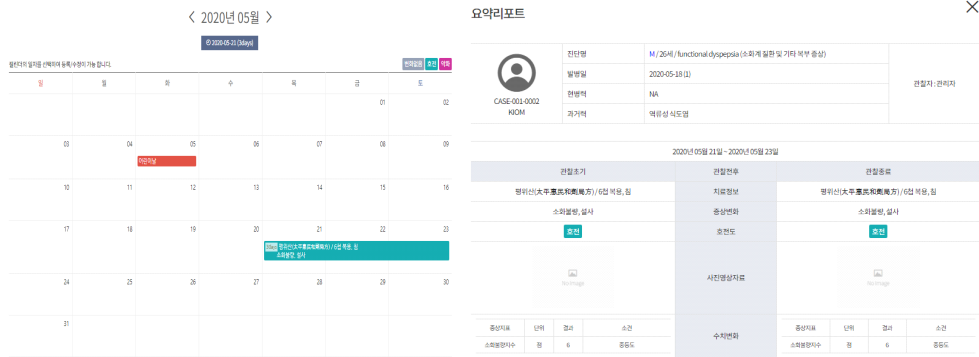 2020년 05월
2020-05-21 (3days)
캘린더의 일자를 선택하여 등록/수정이 가능합니다.
변화없음 호전 악화
일 월 화 수 목 금 토
01 02
03 04 05 06 07 08 09
어린이날
10 11 12 13 14 15 16
17 18 19 20 21 22 23
3Days 평위산(太平惠民和劑局方) / 6첩 복용, 침
소화불량, 설사
24 25 26 27 28 29 30
31
요약리포트
CASE-001-0002
KIOM
진단명 M / 26세 / functional dyspepsia (소화계 질환 및 기타 복부 증상)
발병일 2020-05-18 (1)
현병력 NA
과거력 역류성 식도염
관찰자 : 관리자
2020년 05월 21일 ~ 2020년 05월 23일
관찰초기 관찰전후 관찰종료
평위산(太平惠民和劑局方) / 6첩 복용, 침 치료정보 평위산(太平惠民和劑局方) / 6첩 복용, 침
소화불량, 설사 증상변화 소화불량, 설사
호전 호전도 호전
No Image 사진영상자료 No Image
수치변화
증상지표 단위 결과 소견
소화불량지수 점 6 중등도
증상지표 단위 결과 소견
소화불량지수 점 6 중등도